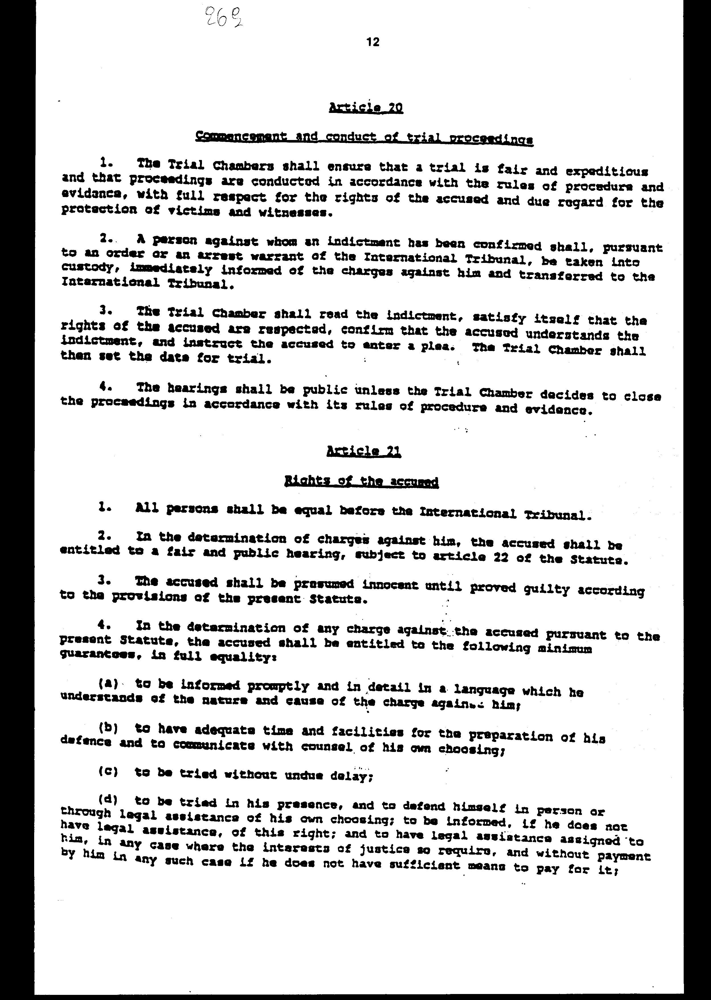 12
Article 20
Commencement and conduct of trial proceedings
1. The Trial Chambers shall ensure that a trial is fair and expeditious
and that proceedings are conducted in accordance with the rules of procedure and
evidence, with full respect for the rights of the accused and due regard for the
protection of victims and witnesses.
2. A person against whom an indictment has been confirmed shall, pursuant
to an order or an arrest warrant of the International Tribunal, be taken into
custody, immediately informed of the charges against him and transferred to the
International Tribunal.
3. The Trial Chamber shall read the indictment, satisfy itself that the
rights of the accused are respected, confirm that the accused understands the
indictment, and instruct the accused to enter a plea. The Trial Chamber shall
then set the date for trial.
4. The hearings shall be public unless the Trial Chamber decides to close
the proceedings in accordance with its rules of procedure and evidence.
Article 21
Rights of the accused
1. All persons shall be equal before the International Tribunal.
2. In the determination of charges against him, the accused shall be
entitled to a fair and public hearing, subject to article 22 of the Statute.
3. The accused shall be presumed innocent until proved guilty according
to the provisions of the present Statute.
4. In the determination of any charge against the accused pursuant to the
present Statute, the accused shall be entitled to the following minimum
guarantees, in full equality:
(a) to be informed promptly and in detail in a language which he
understands of the nature and cause of the charge against him;
(b) to have adequate time and facilities for the preparation of his
defence and to communicate with counsel of his own choosing;
(c) to be tried without undue delay;
(d) to be tried in his presence, and to defend himself in person or
through legal assistance of his own choosing; to be informed, if he does not
have legal assistance, of this right; and to have legal assistance assigned to
him, in any case where the interests of justice so require, and without payment
by him in any such case if he does not have sufficient means to pay for it;